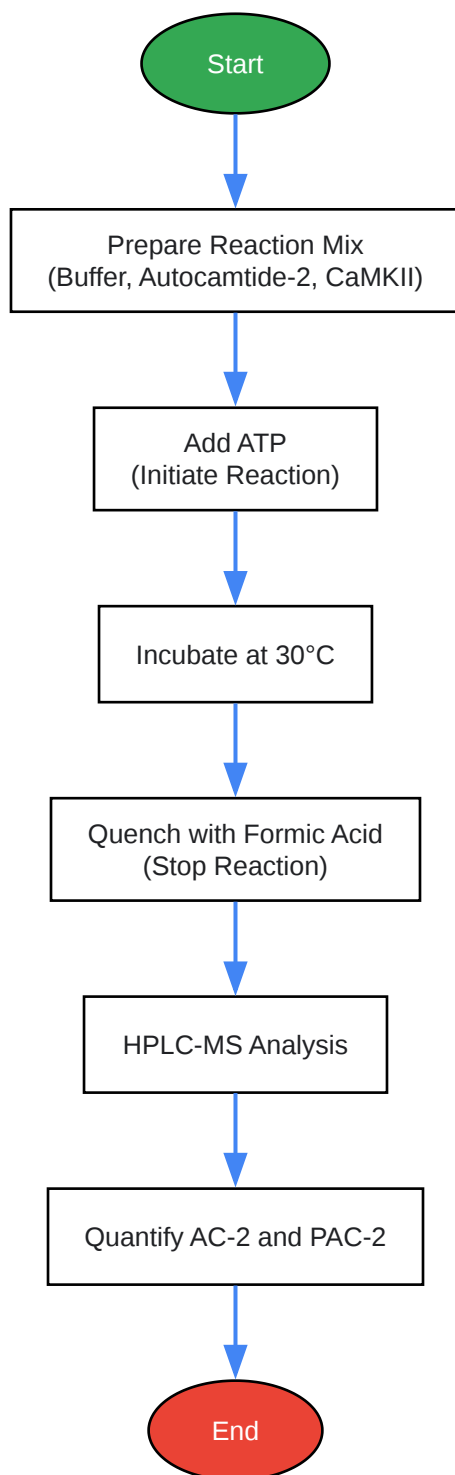 Start
Prepare Reaction Mix
(Buffer, Autocamtide-2, CaMKII)
Add ATP
(Initiate Reaction)
Incubate at 30°C
Quench with Formic Acid
(Stop Reaction)
HPLC-MS Analysis
Quantify AC-2 and PAC-2
End